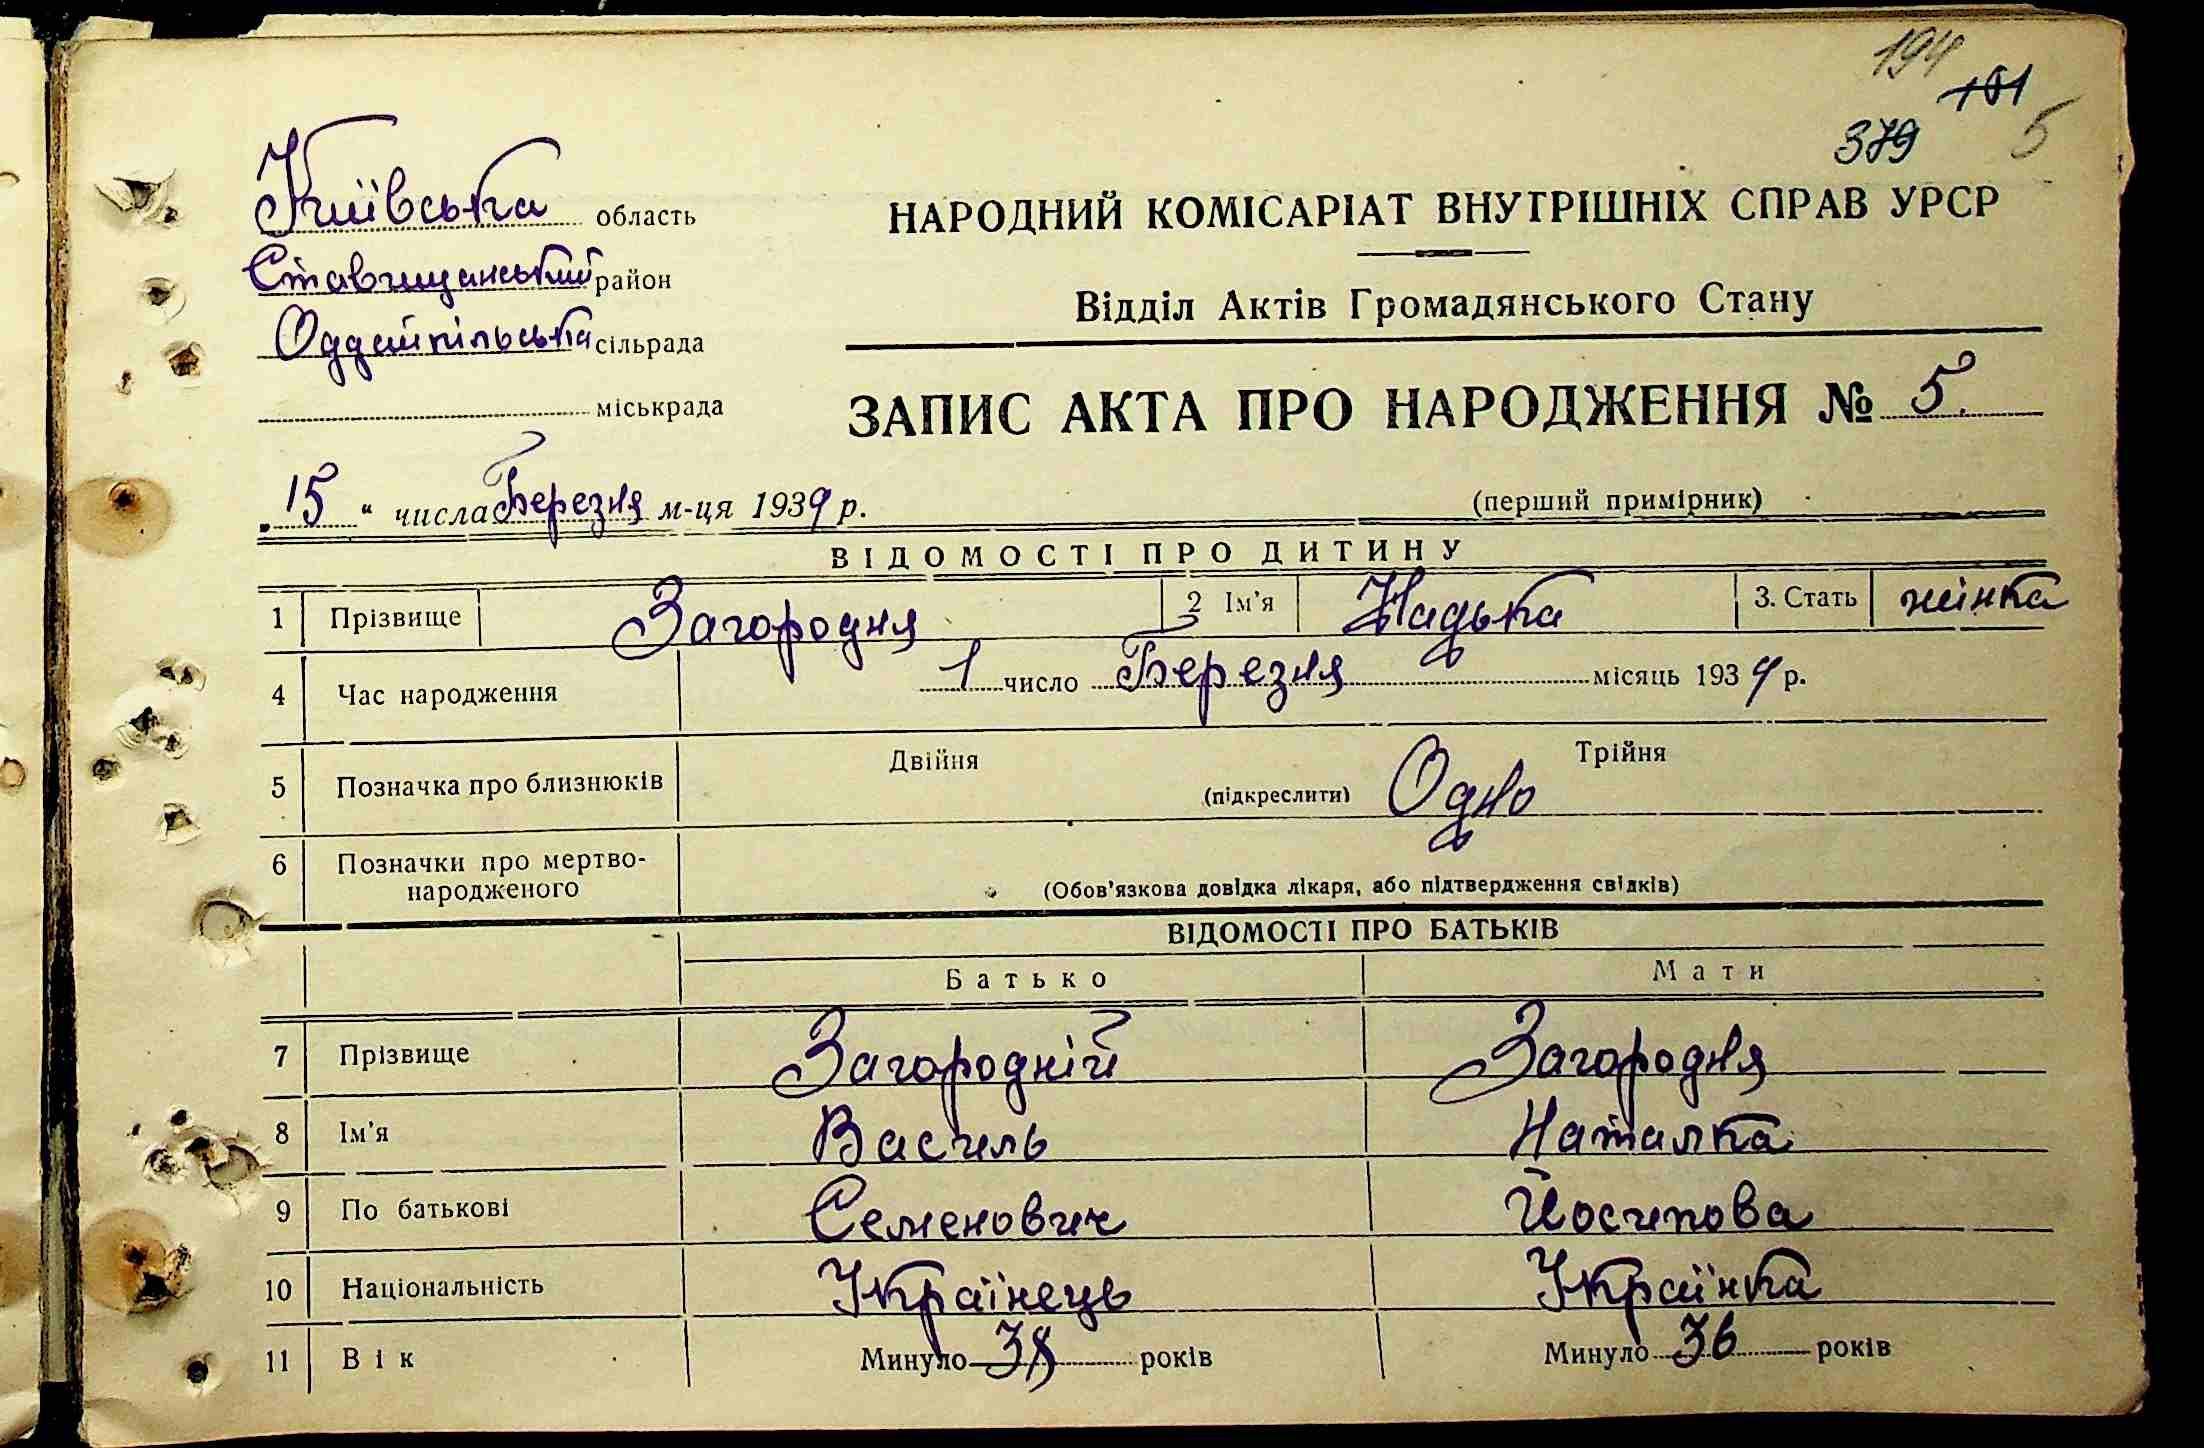 194
101
379 5
Київська область
НАРОДНИЙ КОМІСАРІАТ ВНУТРІШНІХ СПРАВ УРСР
Ставищанський район
Відділ Актів Громадянського Стану
Оддайпільська сільрада
міськрада
ЗАПИС АКТА ПРО НАРОДЖЕННЯ № 5.
„15“ числа Березня м-ця 1939 р.
(перший примірник)
ВІДОМОСТІ ПРО ДИТИНУ
1 Прізвище Загородня 2 Ім'я Надька 3. Стать жінка
4 Час народження 1 число Березня місяць 1939 р.
5 Позначка про близнюків Двійня (підкреслити) Одно Трійня
6 Позначки про мертво-
народженого (Обов'язкова довідка лікаря, або підтвердження свідків)
ВІДОМОСТІ ПРО БАТЬКІВ
Батько Мати
7 Прізвище Загородній Загородня
8 Ім'я Василь Наталка
9 По батькові Семенович Йосипова
10 Національність Українець Українка
11 Вік Минуло 38 років Минуло 36 років